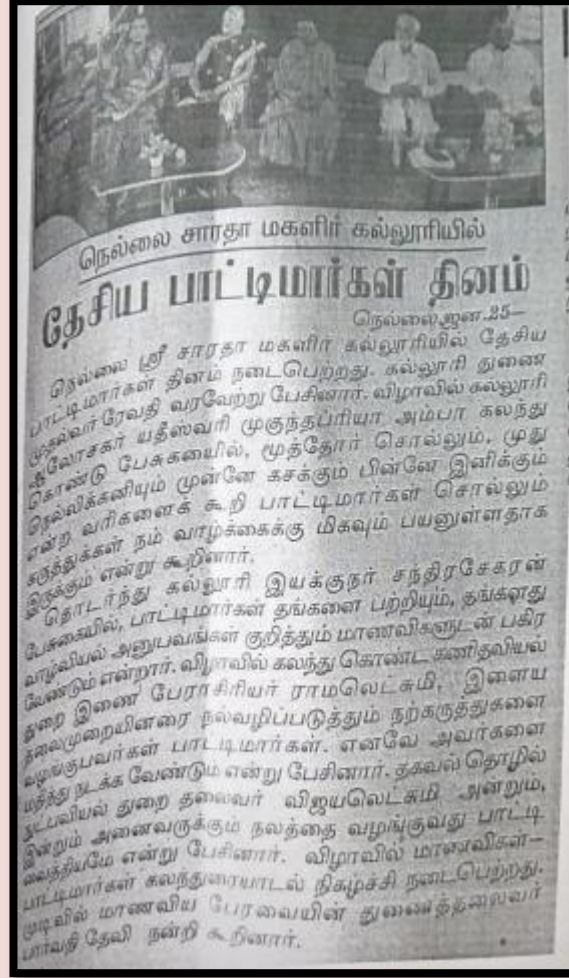 நெல்லை சாரதா மகளிர் கல்லூரியில்
தேசிய பாட்டிமார்கள் தினம்
நெல்லைஜன.25–
நெல்லை ஸ்ரீ சாரதா மகளிர் கல்லூரியில் தேசிய
பாட்டிமார்கள் தினம் நடைபெற்றது. கல்லூரி துணை
முதல்வர் ரேவதி வரவேற்று பேசினார். விழாவில் கல்லூரி
ஆலோசகர் யதீஸ்வரி முகுந்தப்ரியா அம்பா கலந்து
கொண்டு பேசுகையில், மூத்தோர் சொல்லும், முது
நெல்லிக்கனியும் முன்னே கசக்கும் பின்னே இனிக்கும்
என்ற வரிகளைக் கூறி பாட்டிமார்கள் சொல்லும்
கருத்துக்கள் நம் வாழ்க்கைக்கு மிகவும் பயனுள்ளதாக
இருக்கும் என்று கூறினார்.
தொடர்ந்து கல்லூரி இயக்குநர் சந்திரசேகரன்
பேசுகையில், பாட்டிமார்கள் தங்களை பற்றியும், தங்களது
வாழ்வியல் அனுபவங்கள் குறித்தும் மாணவிகளுடன் பகிர
வேண்டும் என்றார். விழாவில் கலந்து கொண்ட கணிதவியல்
துறை இணை பேராசிரியர் ராமலெட்சுமி, இளைய
தலைமுறையினரை நல்வழிப்படுத்தும் நற்கருத்துகளை
வழங்குபவர்கள் பாட்டிமார்கள். எனவே அவர்களை
மதித்து நடக்க வேண்டும் என்று பேசினார். தகவல் தொழில்
நுட்பவியல் துறை தலைவர் விஜயலெட்சுமி அன்றும்,
இன்றும் அனைவருக்கும் நலத்தை வழங்குவது பாட்டி
வைத்தியமே என்று பேசினார். விழாவில் மாணவிகள்–
பாட்டிமார்கள் கலந்துரையாடல் நிகழ்ச்சி நடைபெற்றது.
முடிவில் மாணவிய பேரவையின் துணைத்தலைவர்
பார்வதி தேவி நன்றி கூறினார்.